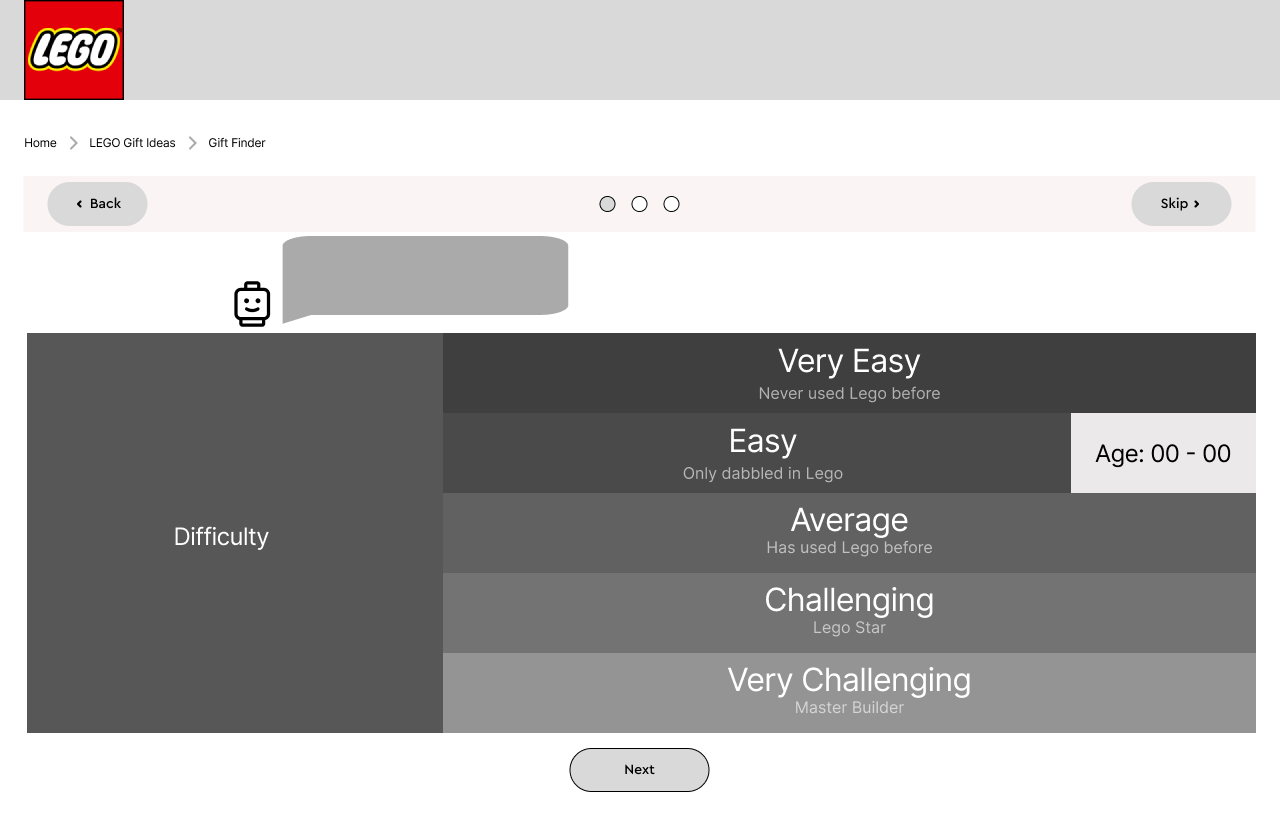 LEGO
Home
LEGO Gift Ideas
Gift Finder
Back
Skip
Difficulty
Very Easy
Never used Lego before
Easy
Only dabbled in Lego
Age: 00 - 00
Average
Has used Lego before
Challenging
Lego Star
Very Challenging
Master Builder
Next